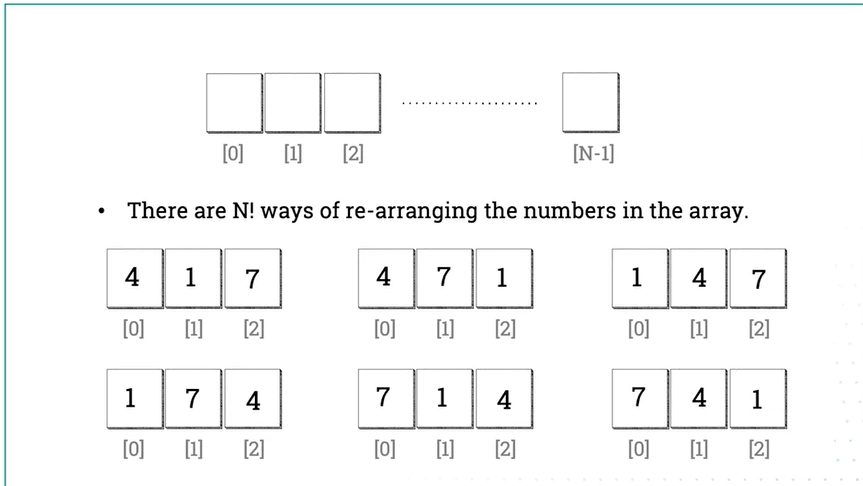 [0] [1] [2] [N-1]
• There are N! ways of re-arranging the numbers in the array.
4 1 7 4 7 1 1 4 7
[0] [1] [2] [0] [1] [2] [0] [1] [2]
1 7 4 7 1 4 7 4 1
[0] [1] [2] [0] [1] [2] [0] [1] [2]